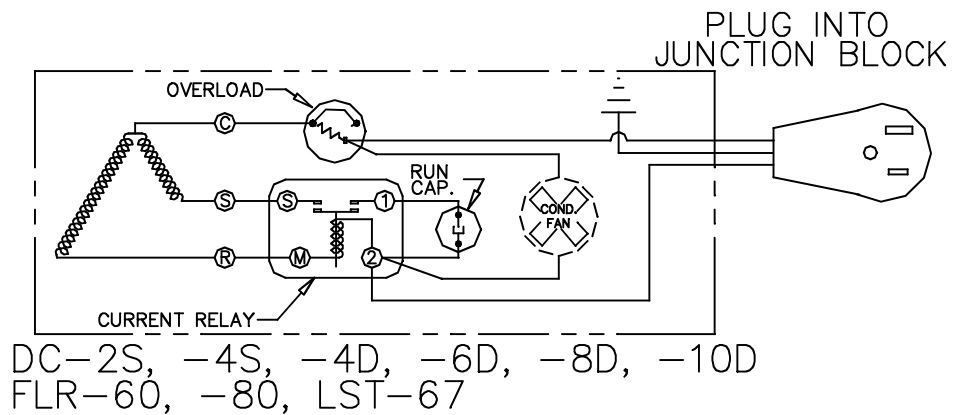 PLUG INTO
JUNCTION BLOCK
OVERLOAD
C
RUN
CAP.
S
S
1
COND.
FAN
R
M
2
CURRENT RELAY
DC-2S, -4S, -4D, -6D, -8D, -10D
FLR-60, -80, LST-67